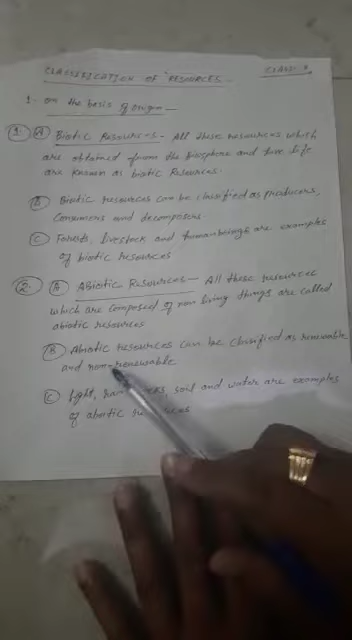 CLASSIFICATION OF RESOURCES -
CLASS-X
1- on the basis of origin -
1. A Biotic Resources - All these resources which
are obtained from the biosphere and have life
are known as biotic Resources.
B Biotic resources can be classified as producers,
Consumers and decomposers.
C Forests, livestock and human beings are examples
of biotic resources
2. A Abiotic Resources - All these resources
which are composed of non living things are called
abiotic resources
B Abiotic resources can be classified as renewable
and non-renewable
C light, soil and water are examples
of abiotic